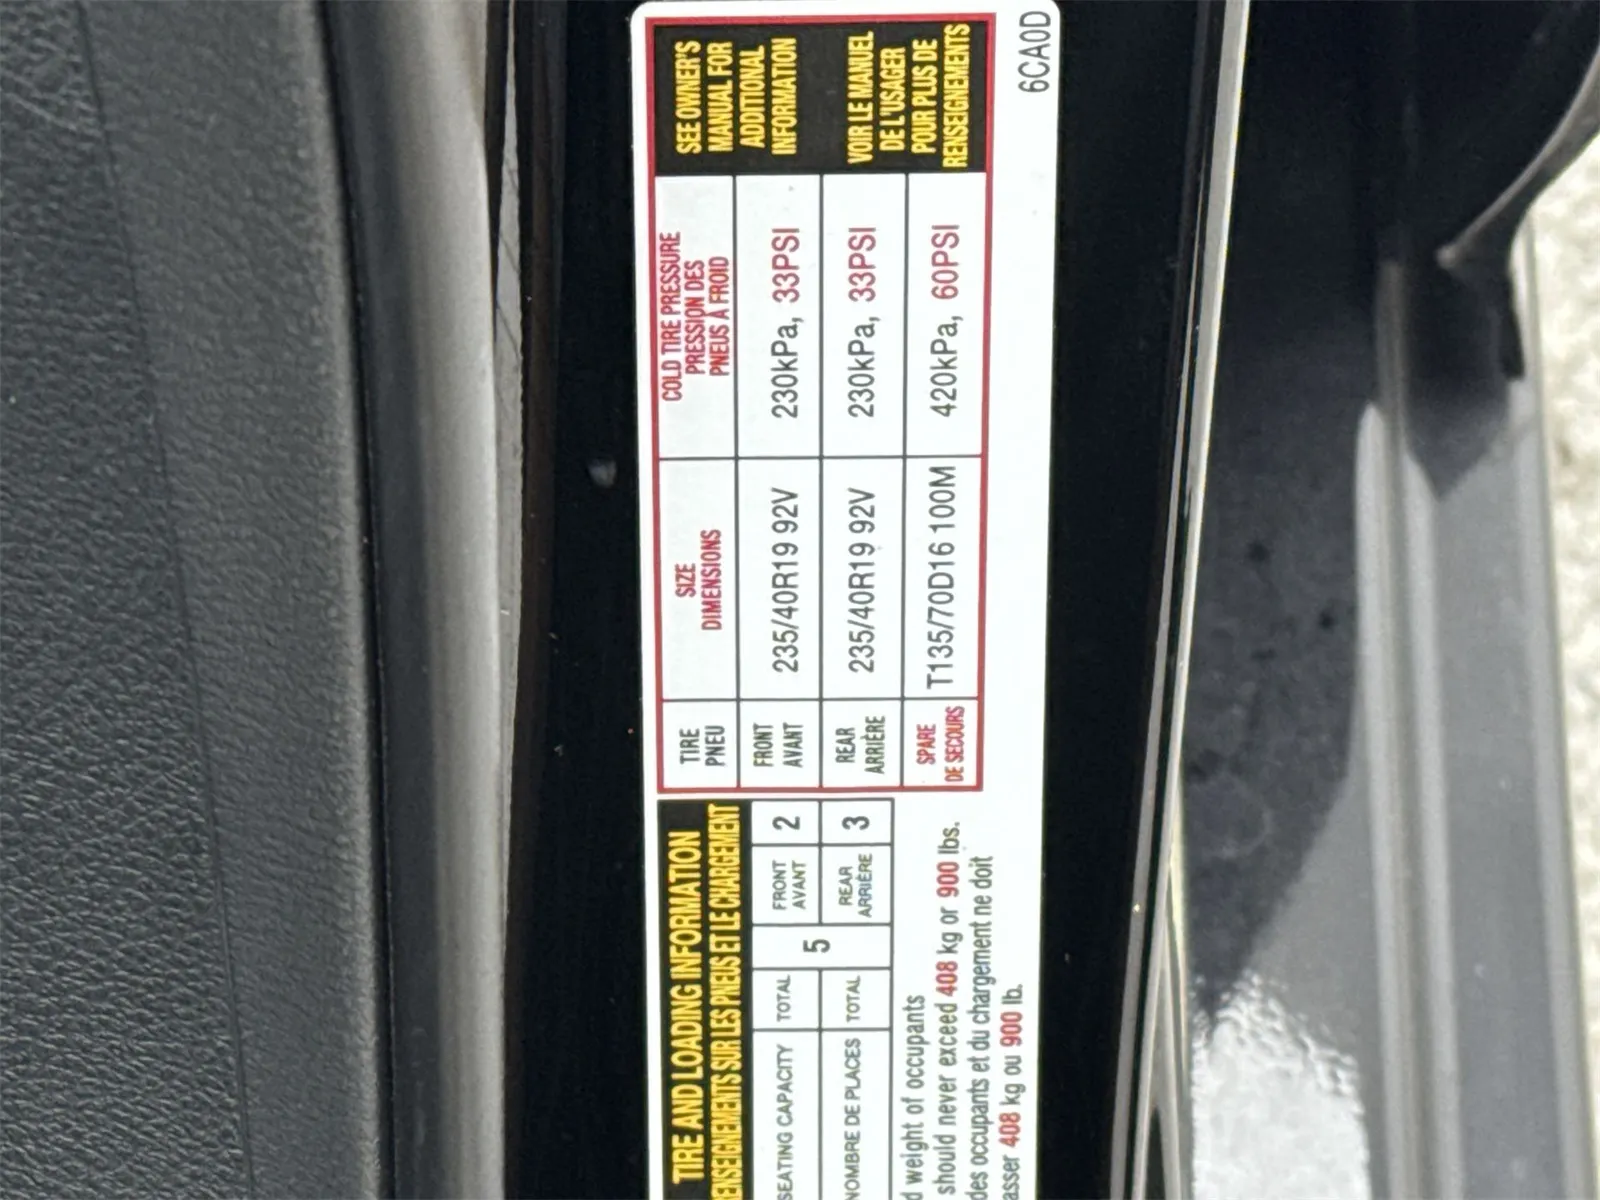 TIRE AND LOADING INFORMATION
RENSEIGNEMENTS SUR LES PNEUS ET LE CHARGEMENT
SEATING CAPACITY TOTAL 5 FRONT AVANT 2
NOMBRE DE PLACES TOTAL REAR ARRIÈRE 3
weight of occupants
should never exceed 408 kg or 900 lbs.
des occupants et du chargement ne doit
408 kg ou 900 lb.
TIRE
PNEU
SIZE
DIMENSIONS
COLD TIRE PRESSURE
PRESSION DES
PNEUS À FROID
FRONT
AVANT
235/40R19 92V
230kPa, 33PSI
REAR
ARRIÈRE
235/40R19 92V
230kPa, 33PSI
SPARE
DE SECOURS
T135/70D16 100M
420kPa, 60PSI
SEE OWNER'S
MANUAL FOR
ADDITIONAL
INFORMATION
VOIR LE MANUEL
DE L'USAGER
POUR PLUS DE
RENSEIGNEMENTS
6CA0D